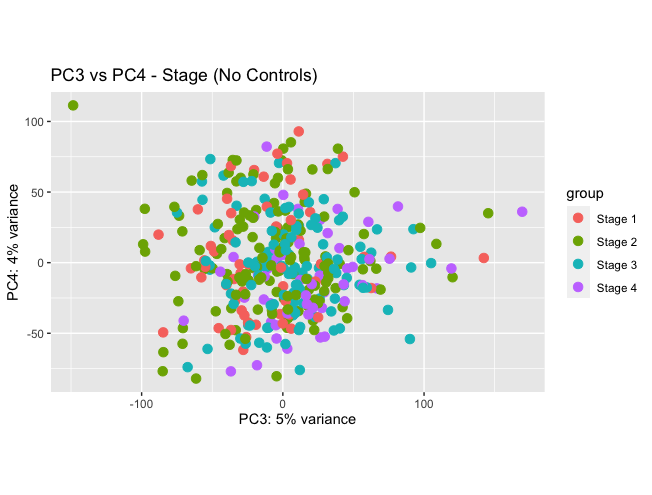 PC3 vs PC4 - Stage (No Controls)
100
50
0
-50
PC4: 4% variance
-100
0
100
PC3: 5% variance
group
Stage 1
Stage 2
Stage 3
Stage 4